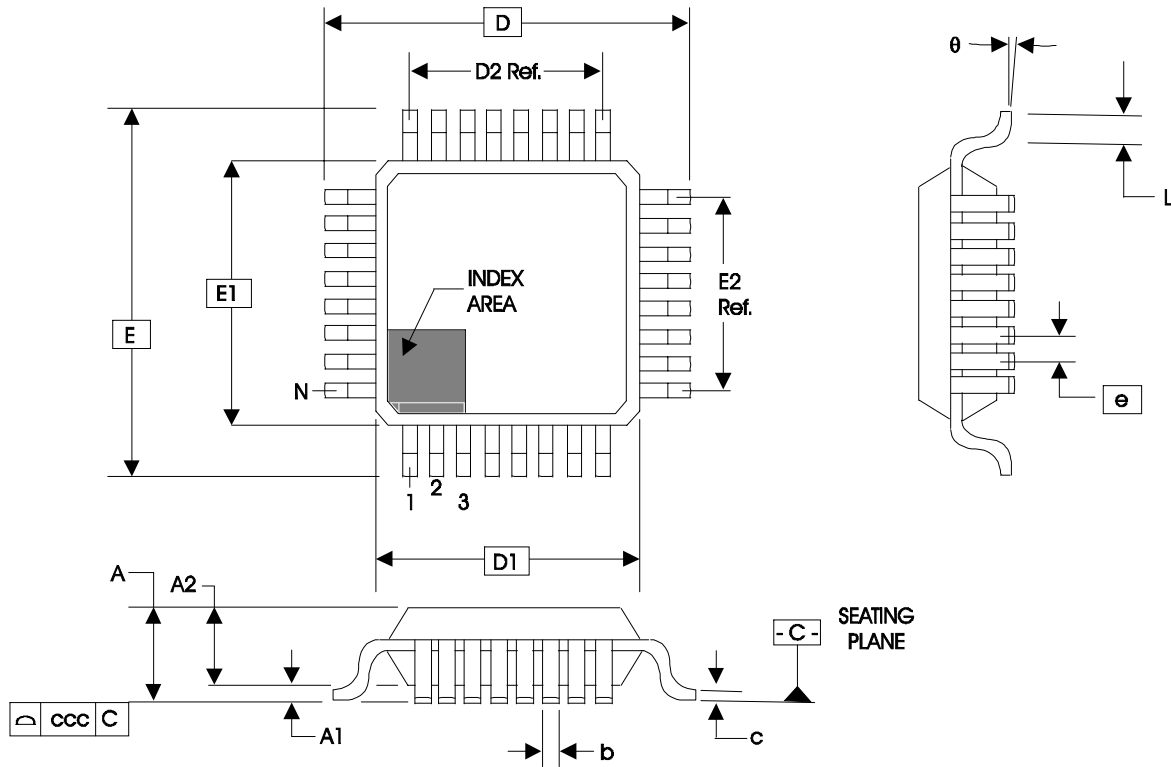 D
D2 Ref.
θ
L
E1
E
INDEX
AREA
E2
Ref.
N
e
1
2
3
D1
A
A2
-C-
SEATING
PLANE
⌓ ccc C
A1
b
c